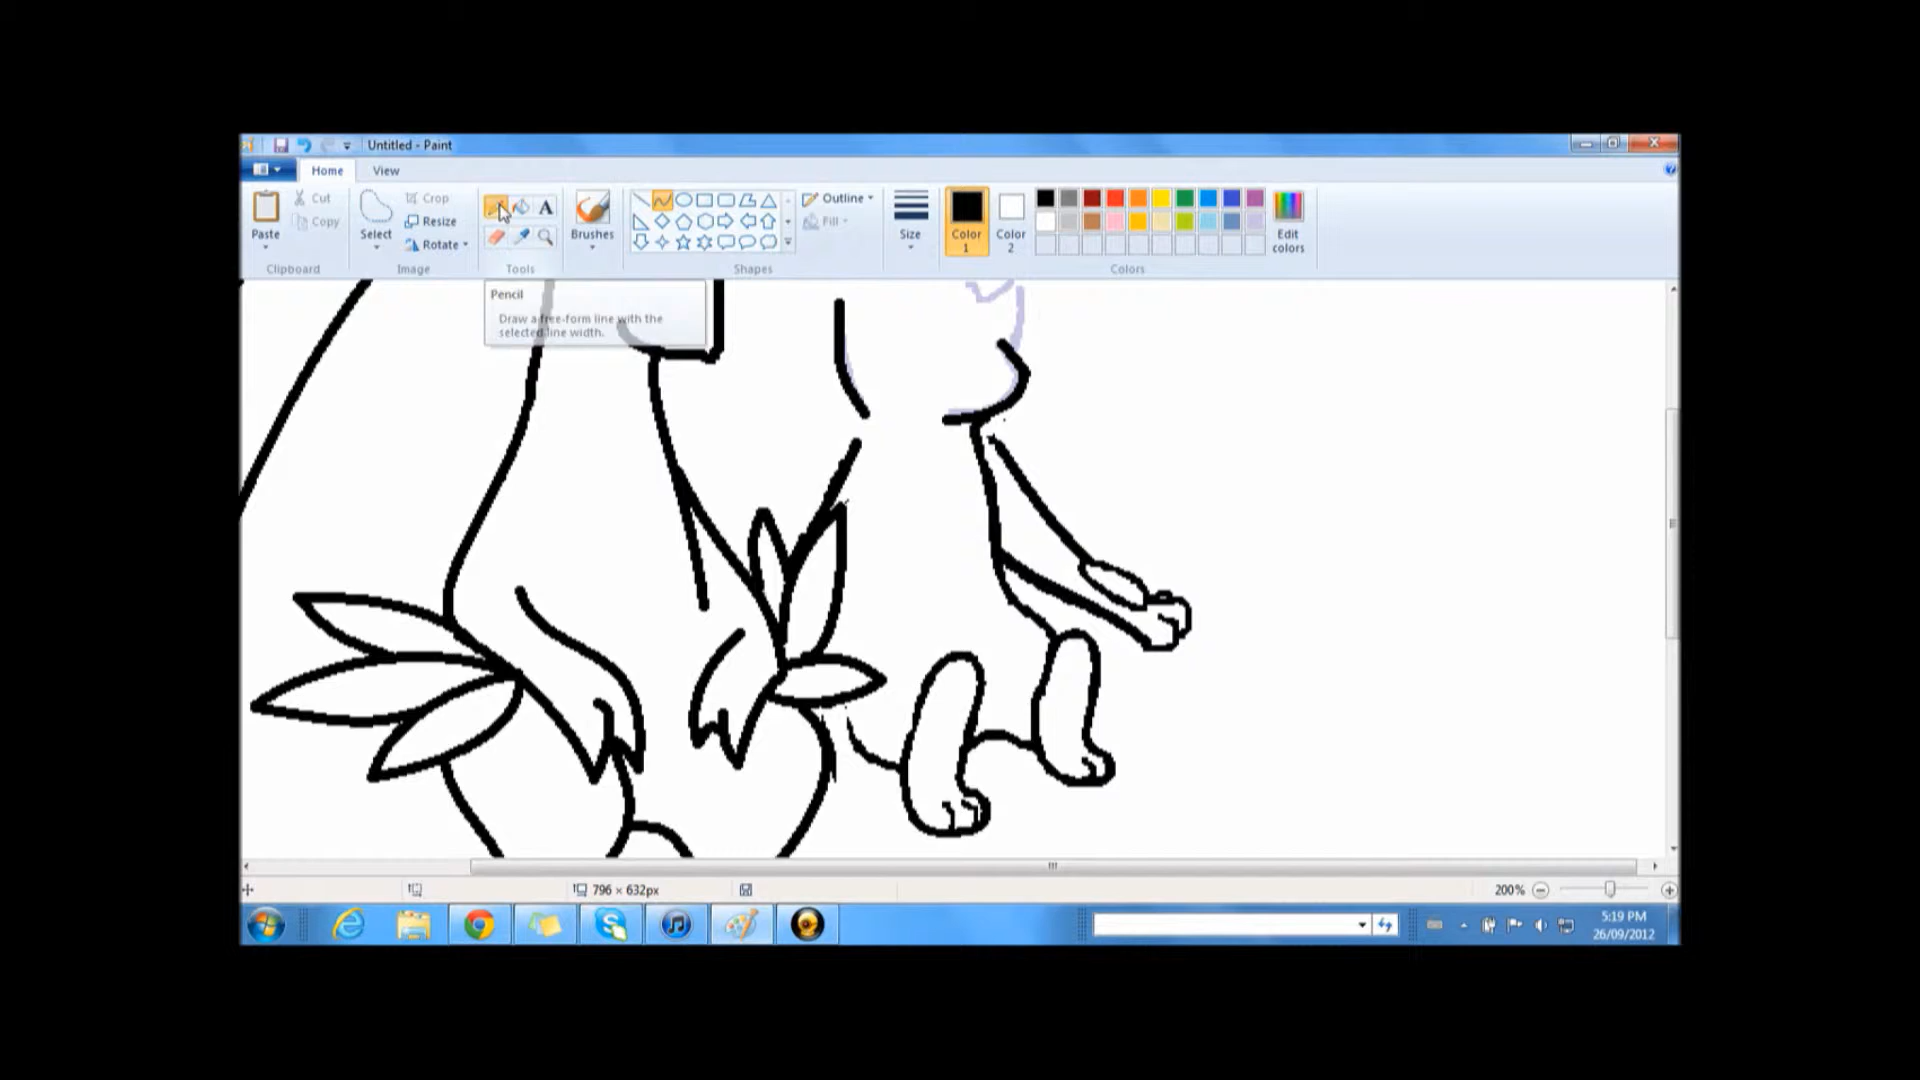 Untitled - Paint
Home
View
Paste
Cut
Copy
Clipboard
Select
Crop
Resize
Rotate
Image
A
Tools
Brushes
Outline
Fill
Shapes
Size
Color
1
Color
2
Edit
colors
Colors
Pencil
Draw a free-form line with the
selected line width.
796 × 632px
200%
5:19 PM
26/09/2012